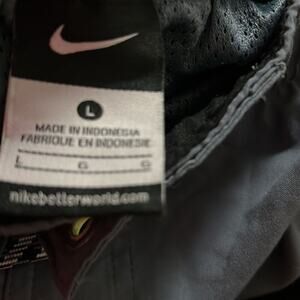 L
MADE IN INDONESIA
FABRIQUE EN INDONESIE
L G G
nikebetterworld.com